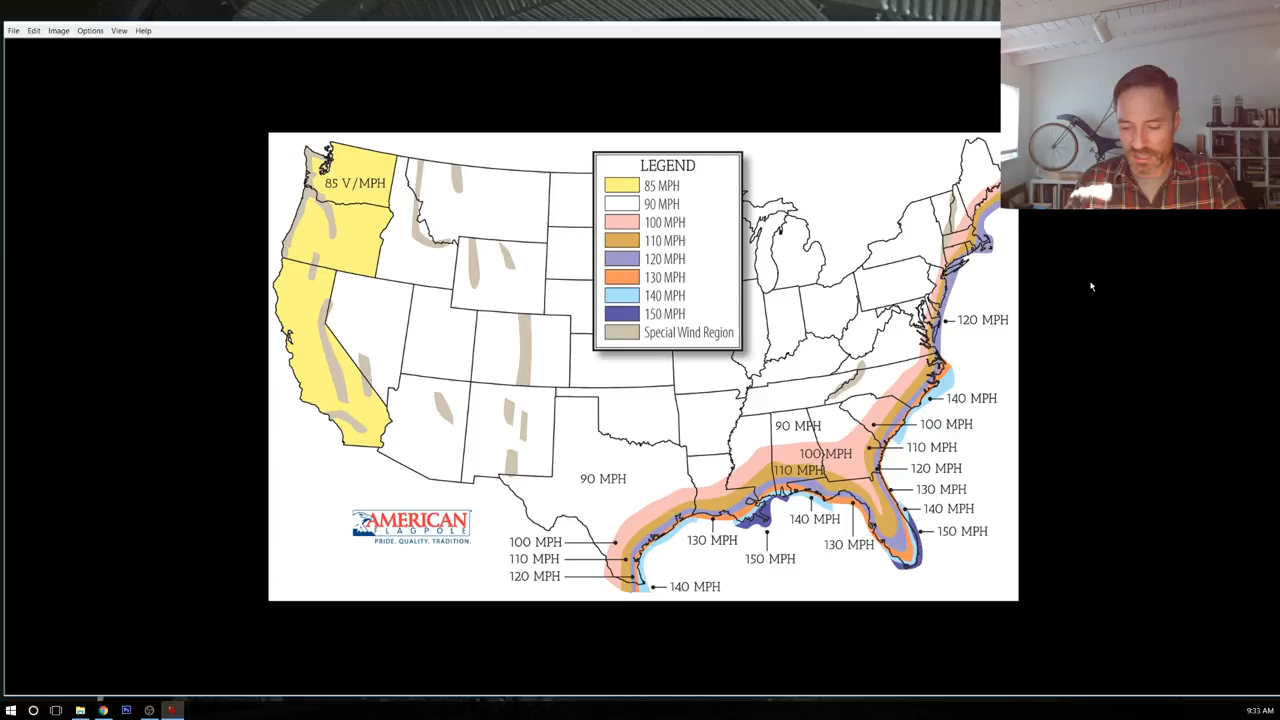 File Edit Image Options View Help
85 V/MPH
LEGEND
85 MPH
90 MPH
100 MPH
110 MPH
120 MPH
130 MPH
140 MPH
150 MPH
Special Wind Region
120 MPH
140 MPH
90 MPH
100 MPH
100 MPH
110 MPH
110 MPH
120 MPH
90 MPH
130 MPH
140 MPH
140 MPH
150 MPH
130 MPH
130 MPH
150 MPH
AMERICAN
FLAGPOLE
PRIDE. QUALITY. TRADITION.
100 MPH
110 MPH
120 MPH
140 MPH
9:33 AM